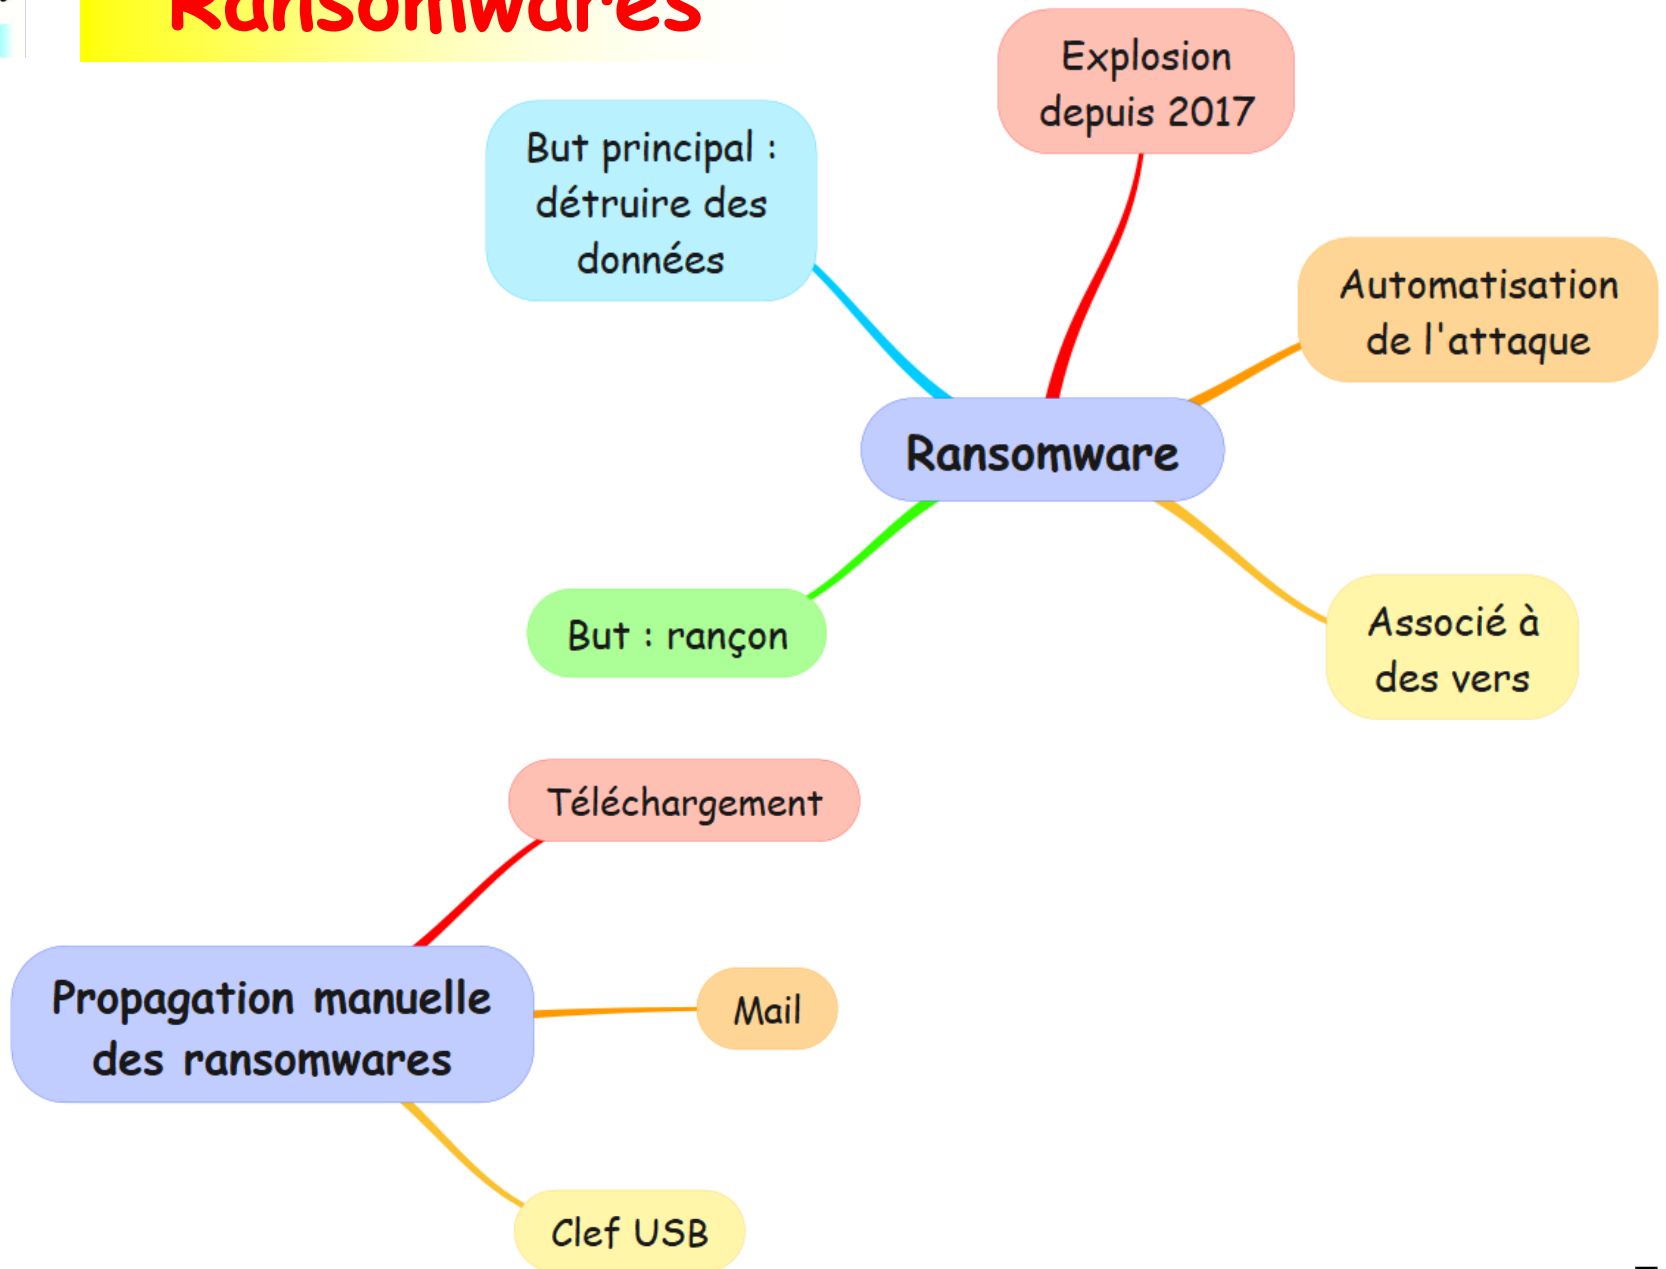 Ransomwares
Explosion
depuis 2017
But principal :
détruire des
données
Automatisation
de l'attaque
Ransomware
But : rançon
Associé à
des vers
Téléchargement
Propagation manuelle
des ransomwares
Mail
Clef USB